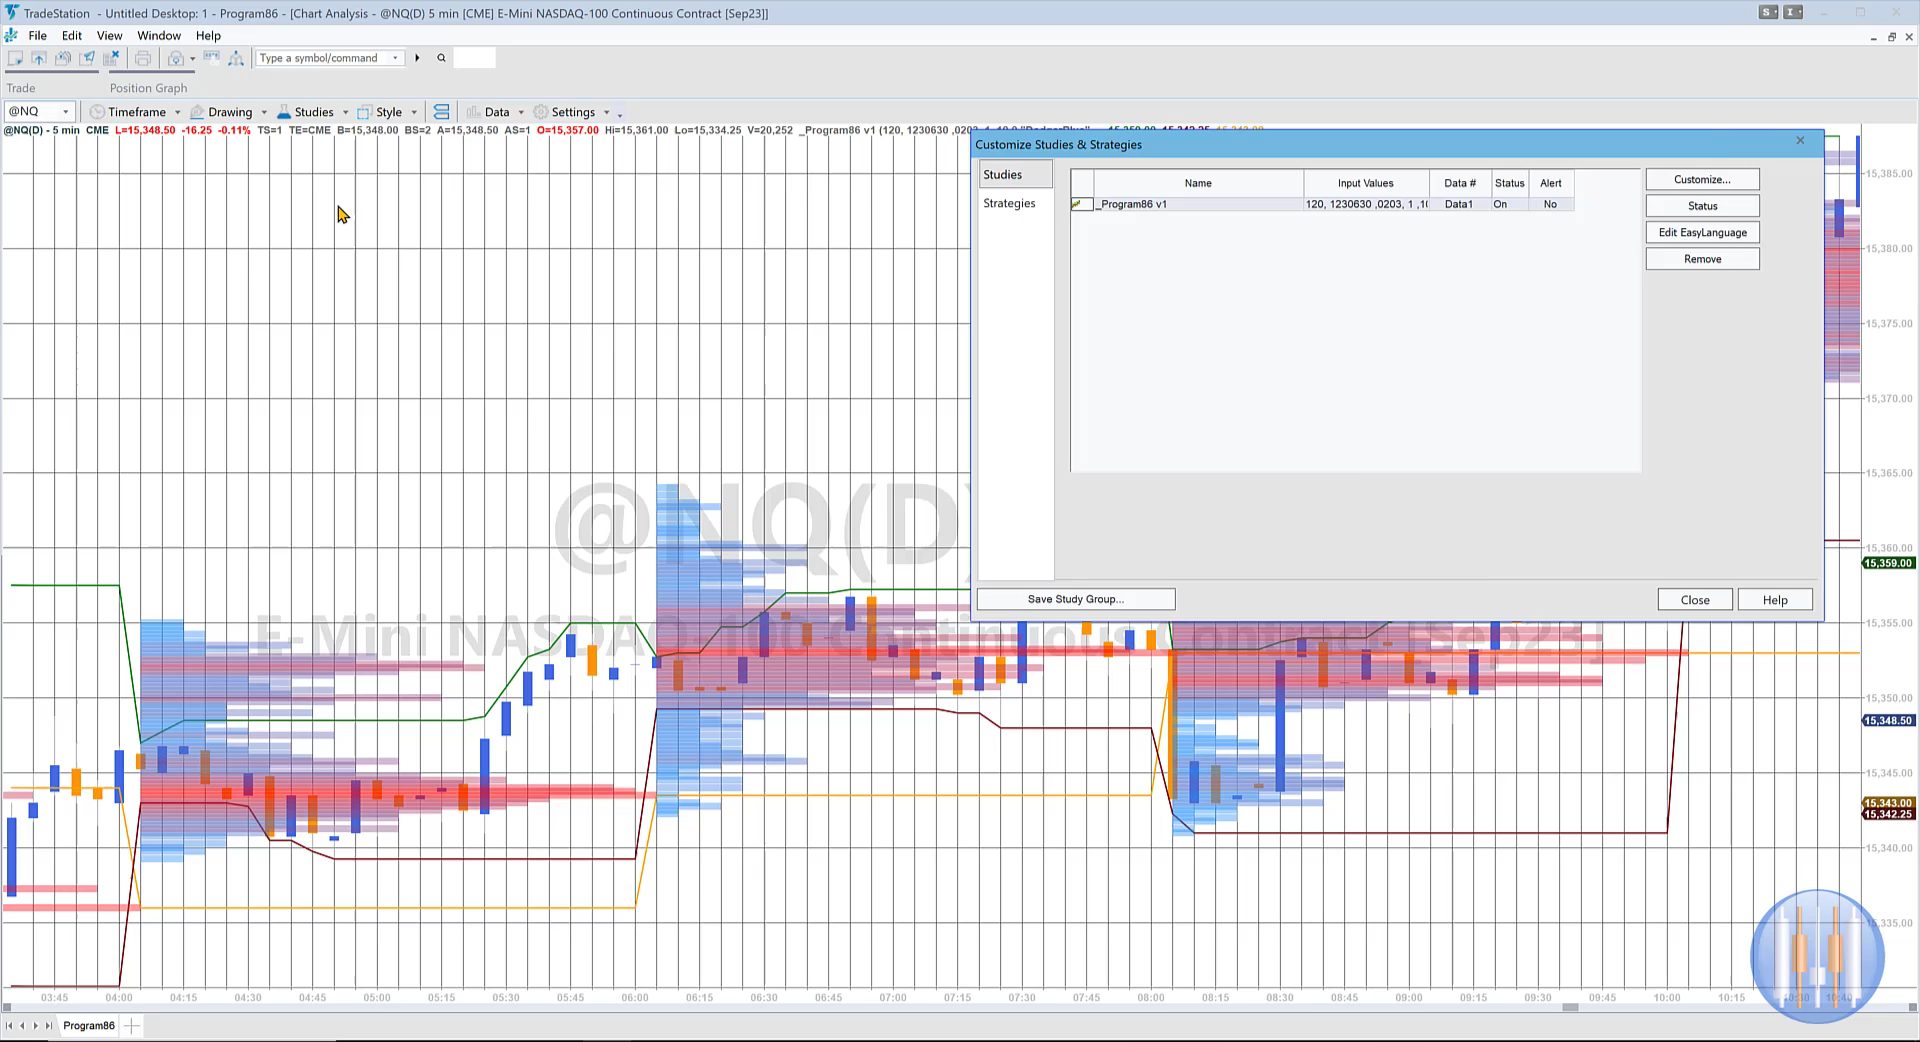 TradeStation - Untitled Desktop: 1 - Program86 - [Chart Analysis - @NQ(D) 5 min [CME] E-Mini NASDAQ-100 Continuous Contract [Sep23]]
S I
File Edit View Window Help
Type a symbol/command
Trade Position Graph
@NQ Timeframe Drawing Studies Style Data Settings
@NQ(D) - 5 min CME L=15,348.50 -16.25 -0.11% TS=1 TE=CME B=15,348.00 BS=2 A=15,348.50 AS=1 O=15,357.00 Hi=15,361.00 Lo=15,334.25 V=20,252 _Program86 v1 (120, 1230630 ,0203,
Customize Studies & Strategies
Studies
Strategies
Name Input Values Data # Status Alert
_Program86 v1 120, 1230630 ,0203, 1 ,1( Data1 On No
Customize...
Status
Edit EasyLanguage
Remove
Save Study Group...
Close Help
@NQ(D)
E-Mini NASDAQ-100 Continuous Contract [Sep23]
15,385.00
15,380.00
15,375.00
15,370.00
15,365.00
15,360.00
15,359.00
15,355.00
15,350.00
15,348.50
15,345.00
15,343.00
15,342.25
15,340.00
15,335.00
03:45 04:00 04:15 04:30 04:45 05:00 05:15 05:30 05:45 06:00 06:15 06:30 06:45 07:00 07:15 07:30 07:45 08:00 08:15 08:30 08:45 09:00 09:15 09:30 09:45 10:00 10:15 10:30 10:40
Program86